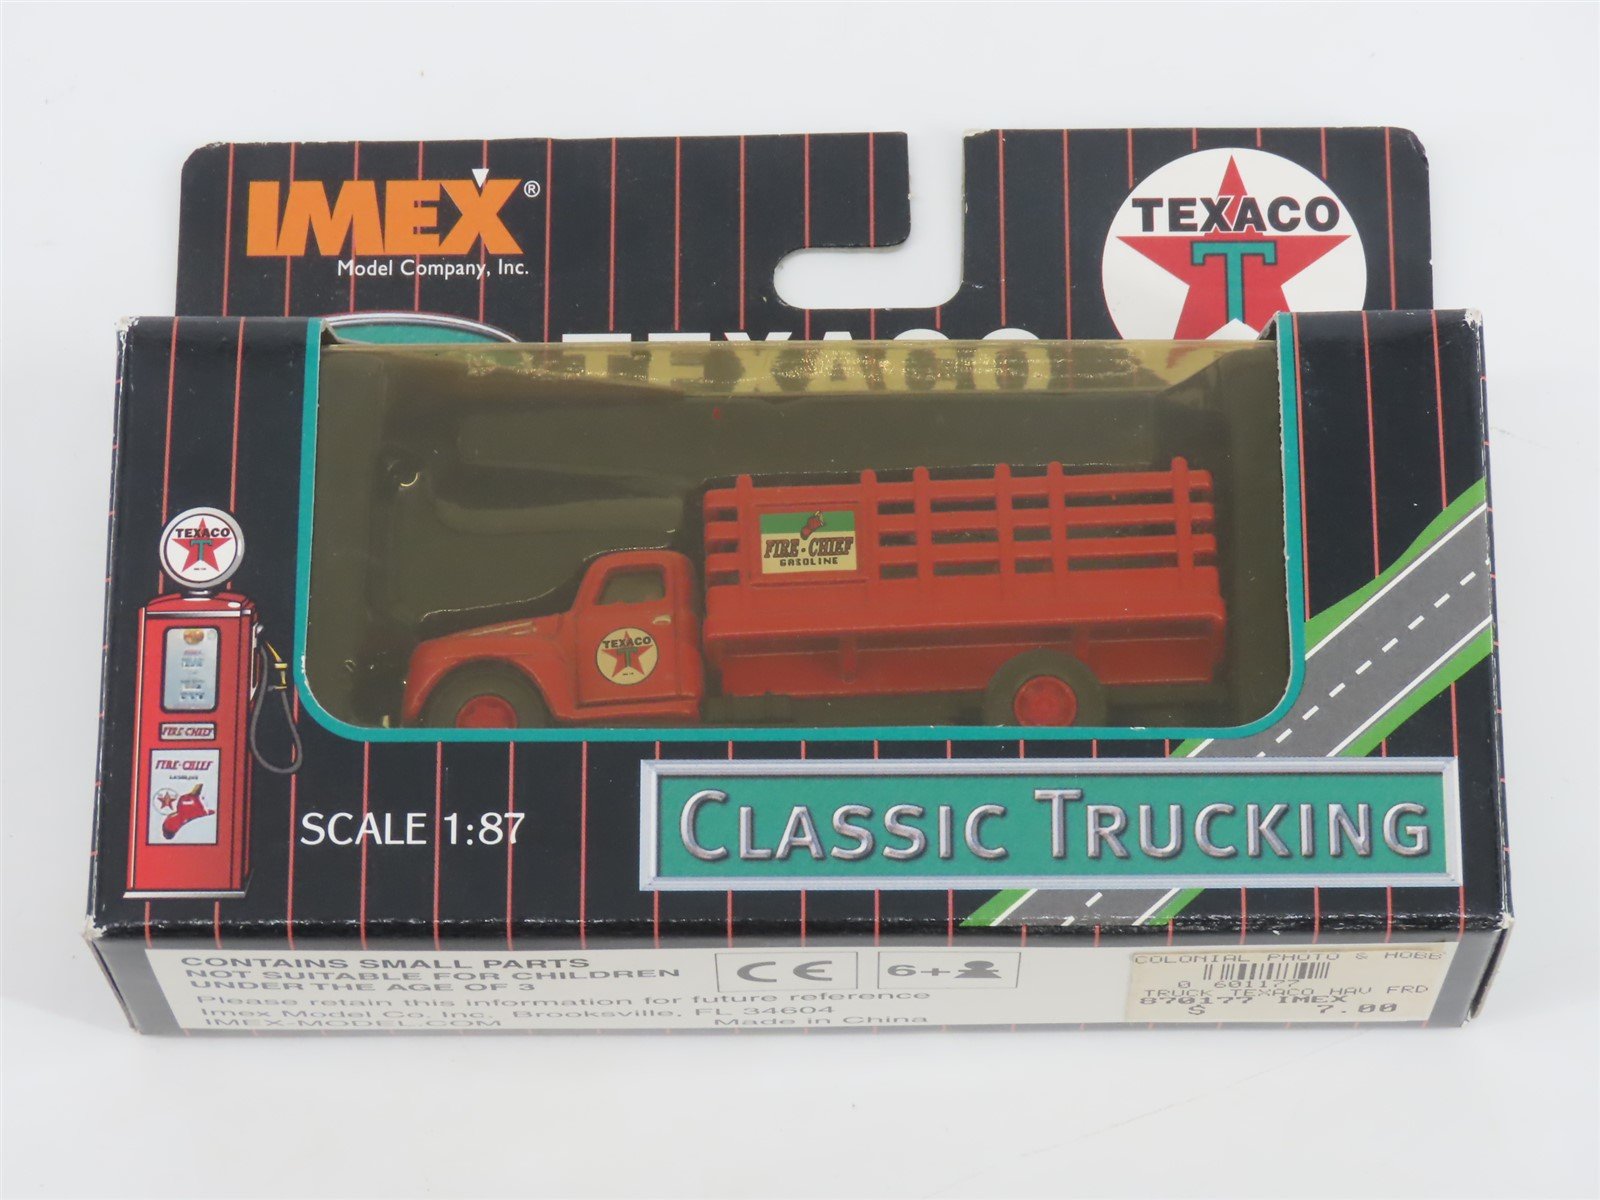 IMEX®
Model Company, Inc.
TEXACO
T
TEXACO
TEXACO
T
FIRE-CHIEF
FIRE-CHIEF
FIRE-CHIEF
GASOLINE
TEXACO
T
SCALE 1:87
CLASSIC TRUCKING
CONTAINS SMALL PARTS
NOT SUITABLE FOR CHILDREN
UNDER THE AGE OF 3
Please retain this information for future reference
Imex Model Co. Inc. Brooksville, FL 34604
IMEX-MODEL.COM Made in China
CE
6+
COLONIAL PHOTO & HOBB
0 601177
TRUCK TEXACO HAU FRD
870177 IMEX
$ 7.00